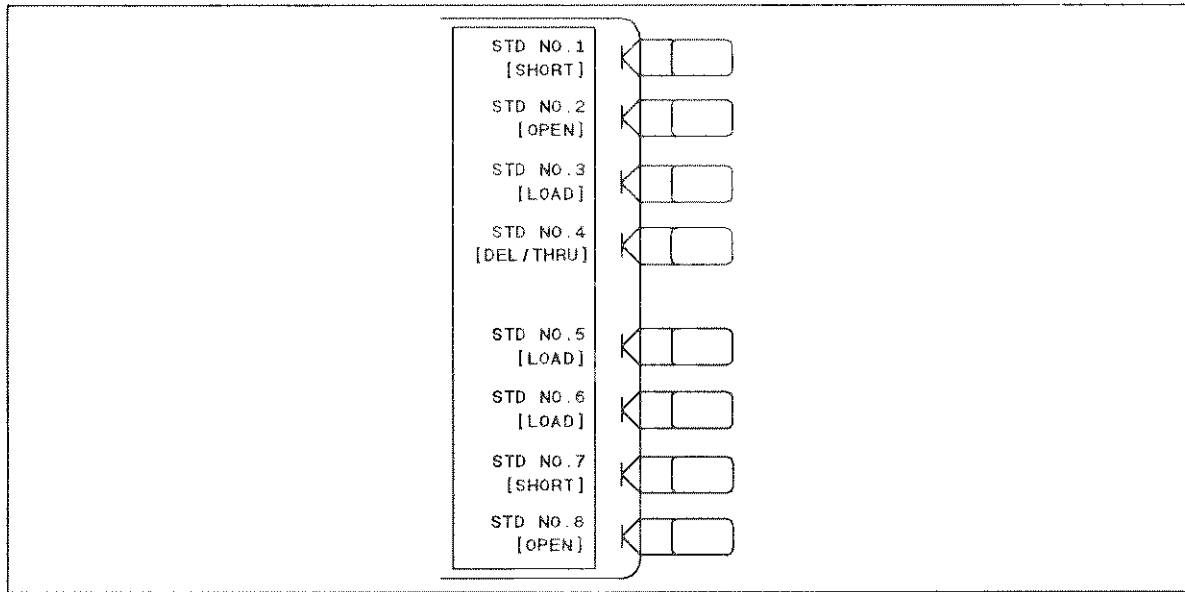 STD NO.1
[SHORT]
STD NO.2
[OPEN]
STD NO.3
[LOAD]
STD NO.4
[DEL/THRU]
STD NO.5
[LOAD]
STD NO.6
[LOAD]
STD NO.7
[SHORT]
STD NO.8
[OPEN]